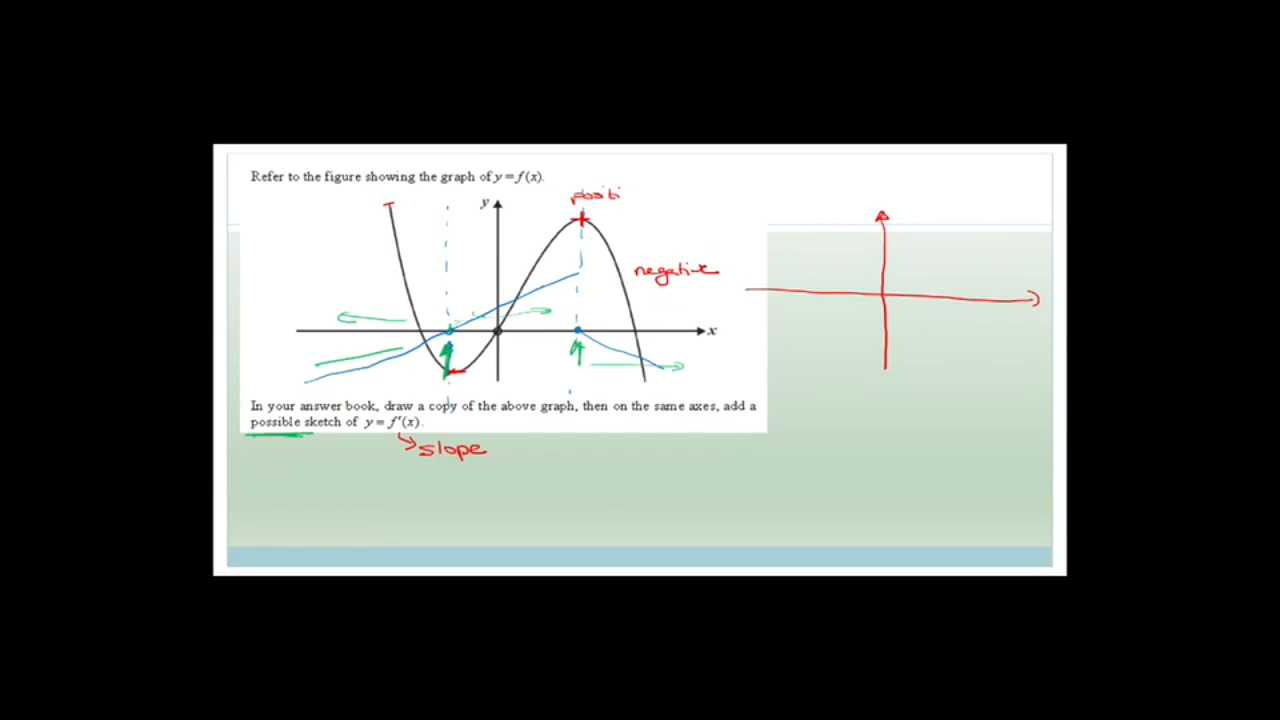 Refer to the figure showing the graph of y = f(x).
positi
y
negative
x
In your answer book, draw a copy of the above graph, then on the same axes, add a
possible sketch of y = f'(x).
slope